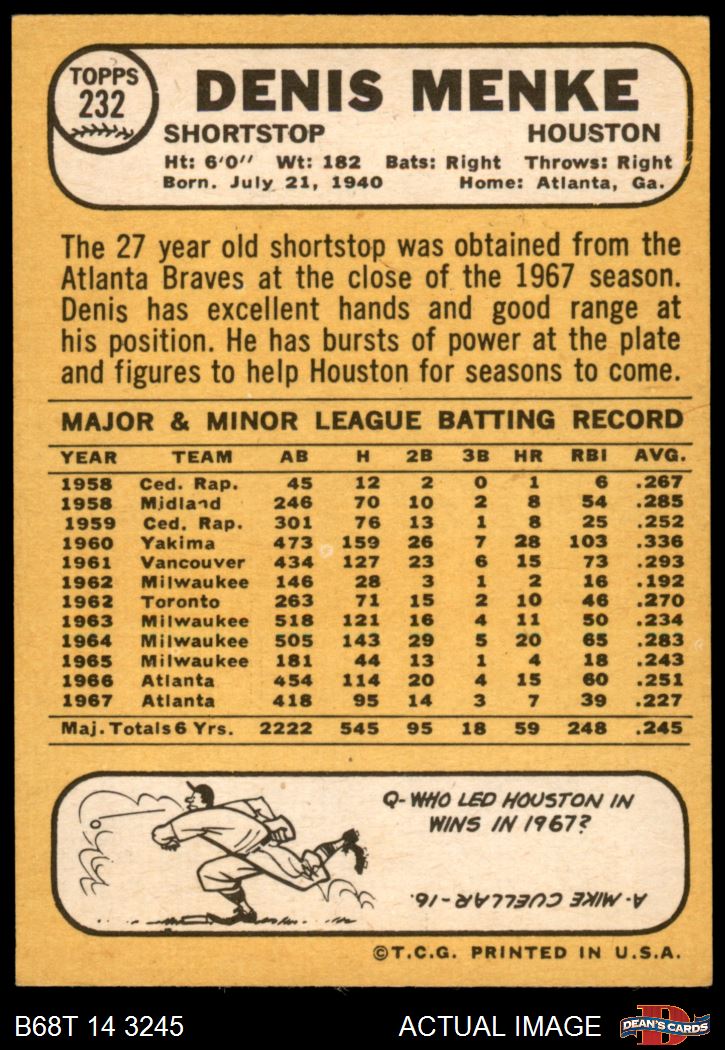 TOPPS
232
DENIS MENKE
SHORTSTOP HOUSTON
Ht: 6'0" Wt: 182 Bats: Right Throws: Right
Born. July 21, 1940 Home: Atlanta, Ga.
The 27 year old shortstop was obtained from the
Atlanta Braves at the close of the 1967 season.
Denis has excellent hands and good range at
his position. He has bursts of power at the plate
and figures to help Houston for seasons to come.
MAJOR & MINOR LEAGUE BATTING RECORD
YEAR TEAM AB H 2B 3B HR RBI AVG.
1958 Ced. Rap. 45 12 2 0 1 6 .267
1958 Midland 246 70 10 2 8 54 .285
1959 Ced. Rap. 301 76 13 1 8 25 .252
1960 Yakima 473 159 26 7 28 103 .336
1961 Vancouver 434 127 23 6 15 73 .293
1962 Milwaukee 146 28 3 1 2 16 .192
1962 Toronto 263 71 15 2 10 46 .270
1963 Milwaukee 518 121 16 4 11 50 .234
1964 Milwaukee 505 143 29 5 20 65 .283
1965 Milwaukee 181 44 13 1 4 18 .243
1966 Atlanta 454 114 20 4 15 60 .251
1967 Atlanta 418 95 14 3 7 39 .227
Maj. Totals 6 Yrs. 2222 545 95 18 59 248 .245
Q-WHO LED HOUSTON IN
WINS IN 1967?
A-MIKE CUELLAR-16.
©T.C.G. PRINTED IN U.S.A.
B68T 14 3245 ACTUAL IMAGE DEAN'S CARDS